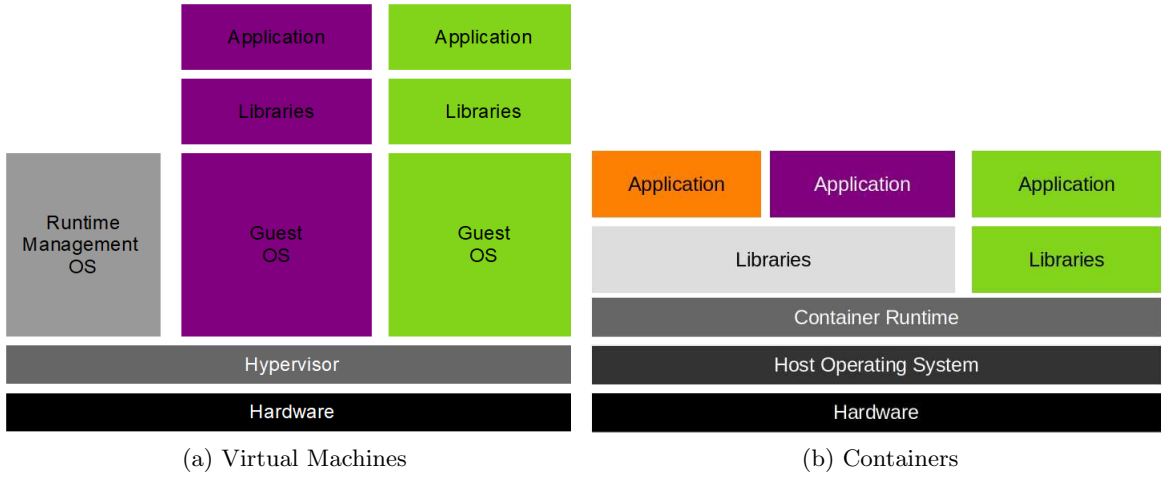 Application
Application
Libraries
Libraries
Runtime
Management
OS
Guest
OS
Guest
OS
Hypervisor
Hardware
(a) Virtual Machines
Application
Application
Application
Libraries
Libraries
Container Runtime
Host Operating System
Hardware
(b) Containers